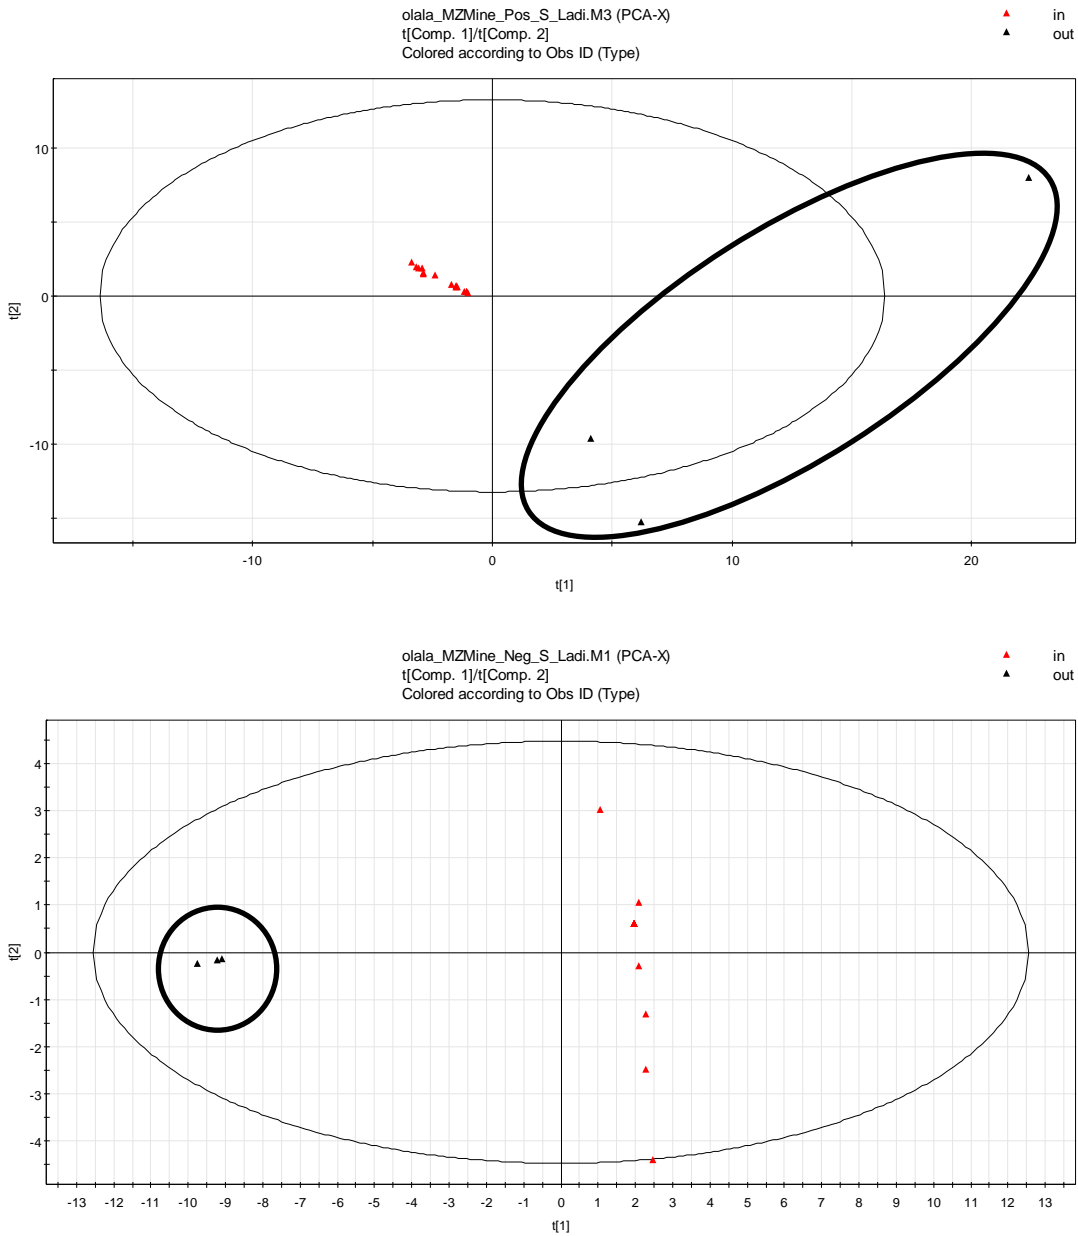 olala_MZMine_Pos_S_Ladi.M3 (PCA-X)
t[Comp. 1]/t[Comp. 2]
Colored according to Obs ID (Type)
in
out
10
0
-10
t[2]
-10 0 10 20
t[1]
olala_MZMine_Neg_S_Ladi.M1 (PCA-X)
t[Comp. 1]/t[Comp. 2]
Colored according to Obs ID (Type)
in
out
4
3
2
1
0
-1
-2
-3
-4
t[2]
-13 -12 -11 -10 -9 -8 -7 -6 -5 -4 -3 -2 -1 0 1 2 3 4 5 6 7 8 9 10 11 12 13
t[1]